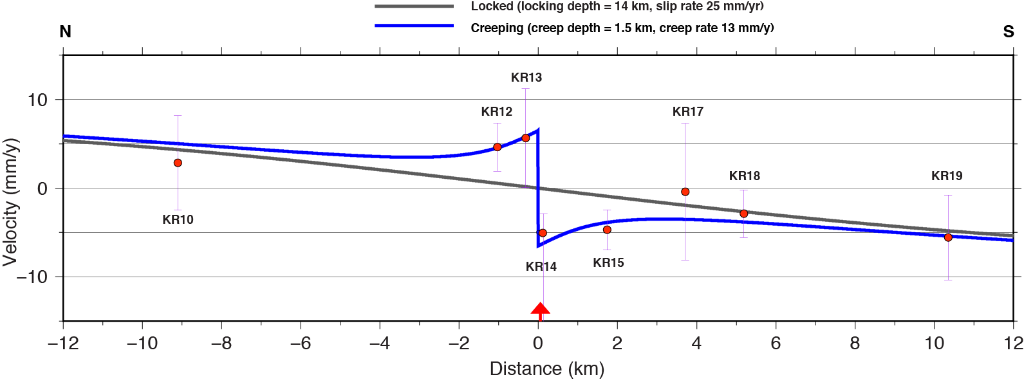 Locked (locking depth = 14 km, slip rate 25 mm/yr)
Creeping (creep depth = 1.5 km, creep rate 13 mm/yr)
N
S
KR13
KR12
KR17
KR18
KR19
KR10
KR14
KR15
10
0
−10
Velocity (mm/y)
−12 −10 −8 −6 −4 −2 0 2 4 6 8 10 12
Distance (km)